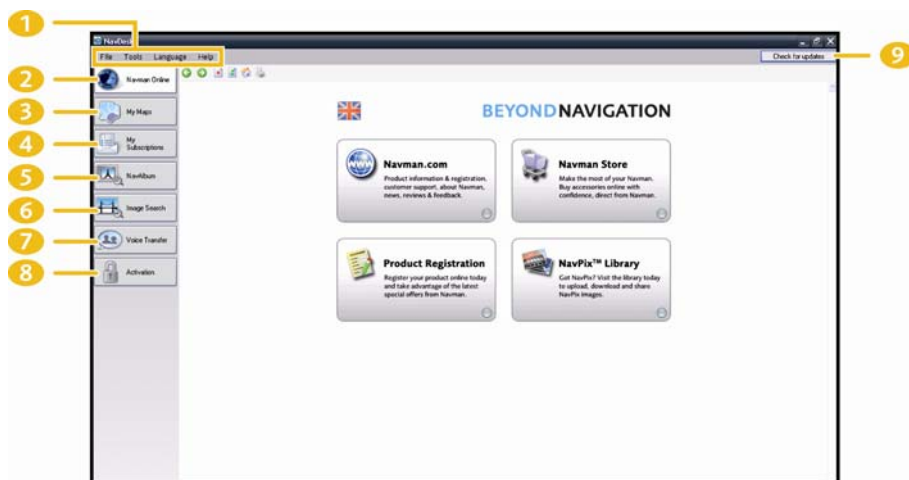 1
NavDesk
File Tools Language Help
Check for updates
9
2
Navman Online
3
My Maps
4
My
Subscriptions
5
NavAlbum
6
Image Search
7
Voice Transfer
8
Activation
BEYONDNAVIGATION
Navman.com
Product information & registration,
customer support, about Navman,
news, reviews & feedback.
Navman Store
Make the most of your Navman.
Buy accessories online with
confidence, direct from Navman.
Product Registration
Register your product online today
and take advantage of the latest
special offers from Navman.
NavPix™ Library
Got NavPix? Visit the library today
to upload, download and share
NavPix images.